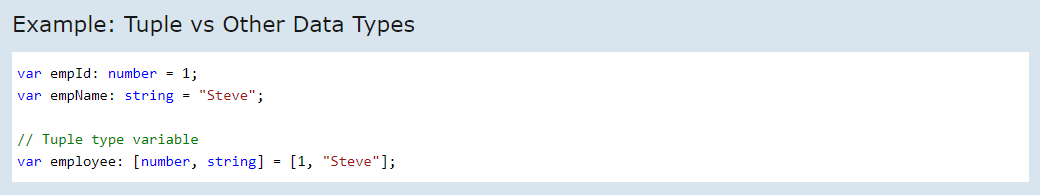 Example: Tuple vs Other Data Types
var empId: number = 1;
var empName: string = "Steve";
// Tuple type variable
var employee: [number, string] = [1, "Steve"];